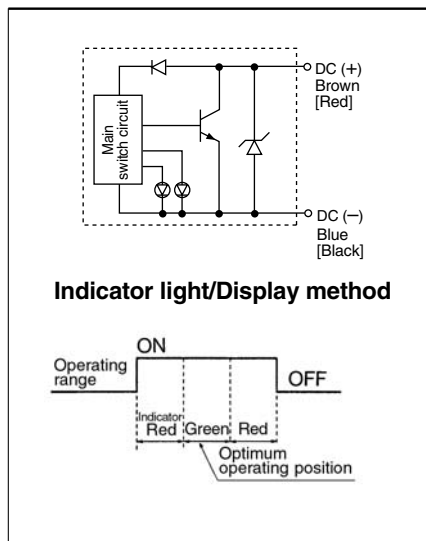 DC (+)
Brown
[Red]
Main
switch circuit
DC (−)
Blue
[Black]
Indicator light/Display method
ON
Operating
range
OFF
Indicator
Red
Green
Red
Optimum
operating position